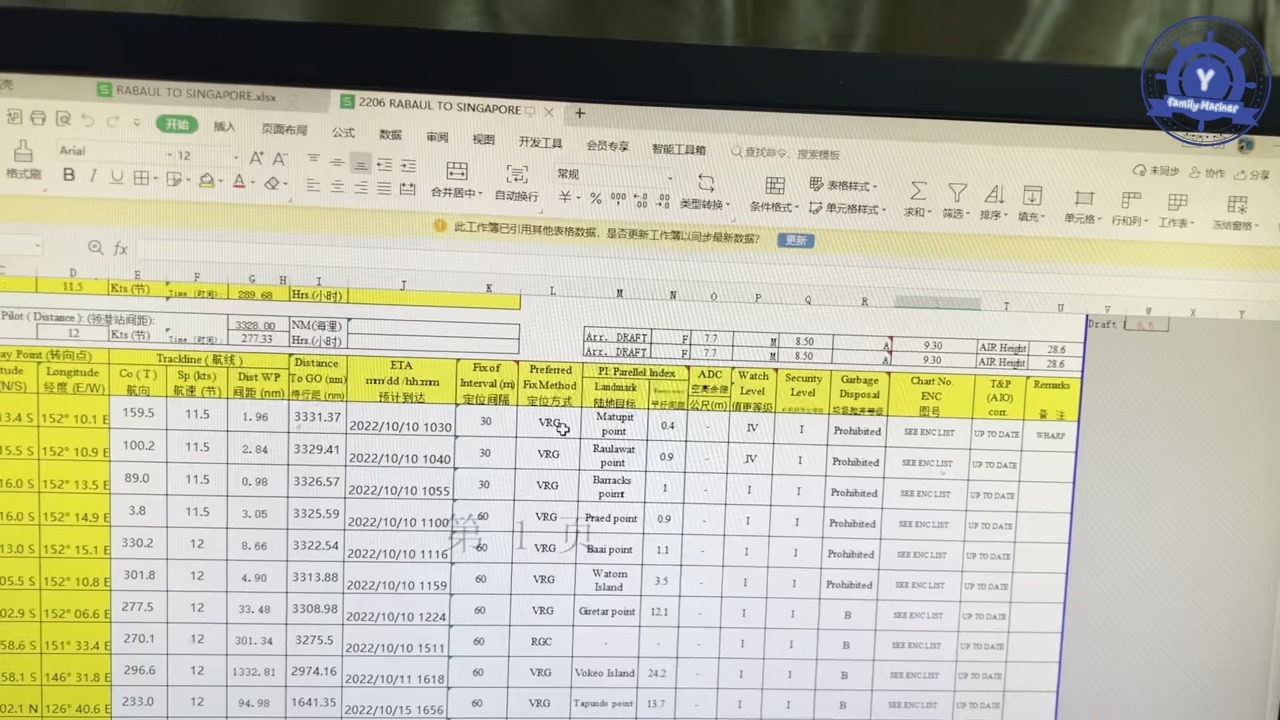 Y
Family Mariner
RABAUL TO SINGAPORE.xlsx
2206 RABAUL TO SINGAPORE
开始 插入 页面布局 公式 数据 审阅 视图 开发工具 会员专享 智能工具箱 查找命令、搜索模板
未同步 协作 分享
格式刷 Arial 12 B I U 合并居中 自动换行 常规 类型转换 条件格式 表格样式 单元格样式 求和 筛选 排序 填充 单元格 行和列 工作表 冻结窗格
此工作簿已引用其他表格数据，是否更新工作簿以同步最新数据? 更新
fx
C D E F G H I J K L M N O P Q R T U V W X Y
11.5 Kts (节) Time (时间): 289.68 Hrs.(小时)
Pilot (Distance): (领港站间距): 3328.00 NM(海里)
12 Kts (节) Time (时间): 277.33 Hrs.(小时)
Arr. DRAFT F 7.7 M 8.50 A 9.30 AIR Height 28.6
Arr. DRAFT F 7.7 M 8.50 A 9.30 AIR Height 28.6
Draft
ay Point (转向点) Trackline (航线) Distance To GO (nm) 待行距 (nm) ETA mm/dd /hh:mm 预计到达 Fix of Interval (m) 定位间隔 Preferred Fix Method 定位方式 PI: Parellel Index ADC Watch Level 值更等级 Security Level Garbage Disposal Chart No. ENC 图号 T&P (AIO) corr. Remarks 备 注
tude (N/S) Longitude 经度 (E/W) Co ( T ) 航向 Sp (kts) 航速 (节) Dist WP 间距 (nm) Landmark 陆地目标 公尺(m)
13.4 S 152° 10.1 E 159.5 11.5 1.96 3331.37 2022/10/10 1030 30 VRG Matupit point 0.4 - IV I Prohibited SEE ENC LIST UP TO DATE WHARF
15.5 S 152° 10.9 E 100.2 11.5 2.84 3329.41 2022/10/10 1040 30 VRG Raulawat point 0.9 - IV I Prohibited SEE ENC LIST UP TO DATE
16.0 S 152° 13.5 E 89.0 11.5 0.98 3326.57 2022/10/10 1055 30 VRG Barracks point 1 - I I Prohibited SEE ENC LIST UP TO DATE
16.0 S 152° 14.9 E 3.8 11.5 3.05 3325.59 2022/10/10 1100 60 VRG Praed point 0.9 - I I Prohibited SEE ENC LIST UP TO DATE
第 1 页
13.0 S 152° 15.1 E 330.2 12 8.66 3322.54 2022/10/10 1116 60 VRG Baai point 1.1 - I I Prohibited SEE ENC LIST UP TO DATE
05.5 S 152° 10.8 E 301.8 12 4.90 3313.88 2022/10/10 1159 60 VRG Watom Island 3.5 - I I Prohibited SEE ENC LIST UP TO DATE
02.9 S 152° 06.6 E 277.5 12 33.48 3308.98 2022/10/10 1224 60 VRG Giretar point 12.1 - I I B SEE ENC LIST UP TO DATE
58.6 S 151° 33.4 E 270.1 12 301.34 3275.5 2022/10/10 1511 60 RGC - - - I I B SEE ENC LIST UP TO DATE
58.1 S 146° 31.8 E 296.6 12 1332.81 2974.16 2022/10/11 1618 60 VRG Vokeo Island 24.2 - I I B SEE ENC LIST UP TO DATE
02.1 N 126° 40.6 E 233.0 12 94.98 1641.35 2022/10/15 1656 60 VRG Tapundo point 13.7 - I I B SEE ENC LIST UP TO DATE